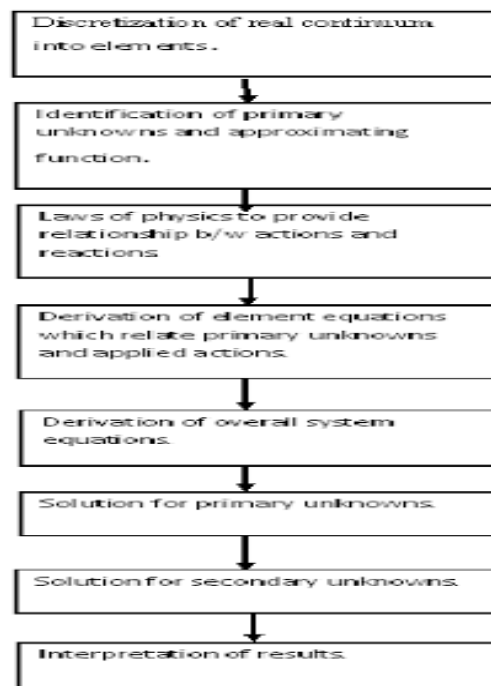 Discretization of real continuum
into elements.
Identification of primary
unknowns and approximating
function.
Laws of physics to provide
relationship b/w actions and
reactions
Derivation of element equations
which relate primary unknowns
and applied actions.
Derivation of overall system
equations.
Solution for primary unknowns.
Solution for secondary unknowns.
Interpretation of results.